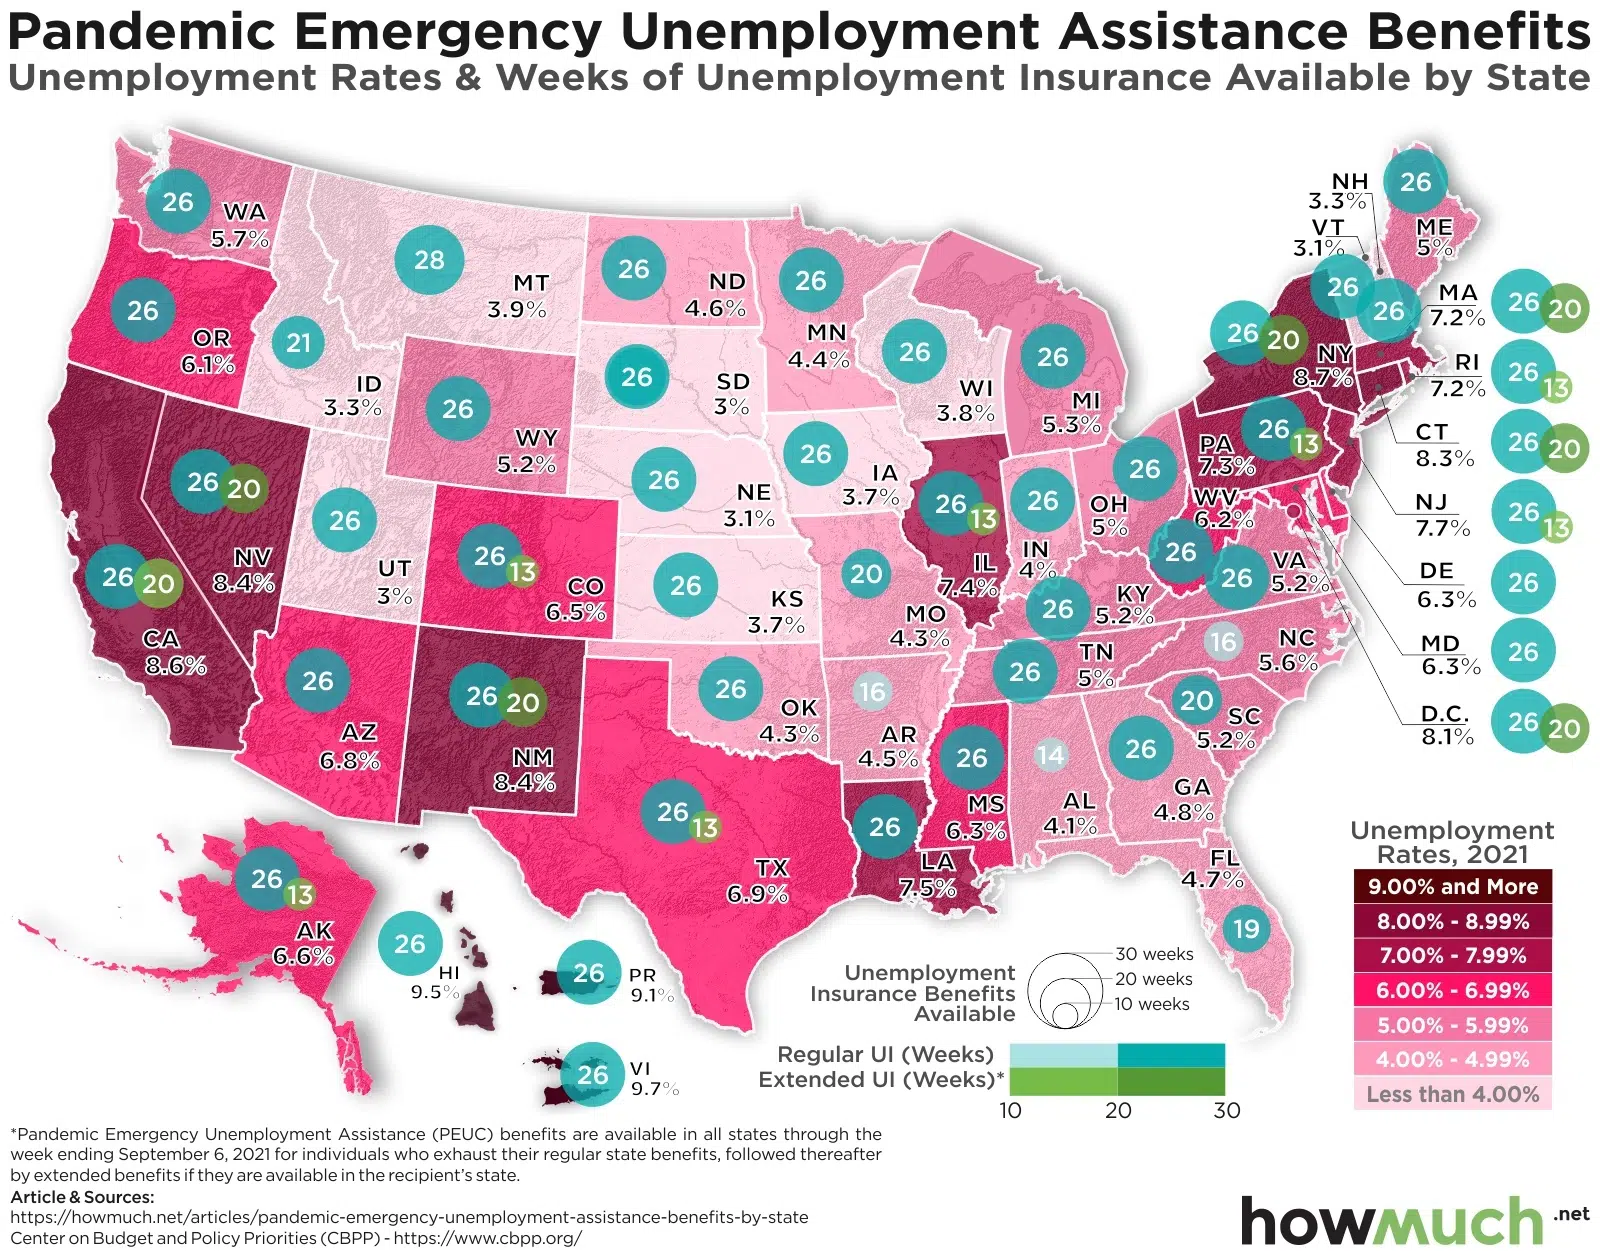 Pandemic Emergency Unemployment Assistance Benefits
Unemployment Rates & Weeks of Unemployment Insurance Available by State
26
WA
5.7%
26
OR
6.1%
21
ID
3.3%
28
MT
3.9%
26
ND
4.6%
26
SD
3%
26
MN
4.4%
26
WI
3.8%
26
MI
5.3%
26
WY
5.2%
26
NE
3.1%
26
IA
3.7%
26 20
NV
8.4%
26
UT
3%
26 13
CO
6.5%
26
KS
3.7%
20
MO
4.3%
26 13
IL
7.4%
26
IN
4%
26
OH
5%
26 20
CA
8.6%
26
AZ
6.8%
26 20
NM
8.4%
26
OK
4.3%
16
AR
4.5%
26
TN
5%
26
KY
5.2%
WV
6.2%
26
26
VA
5.2%
16
NC
5.6%
20
SC
5.2%
26
GA
4.8%
14
AL
4.1%
26
MS
6.3%
26
LA
7.5%
26 13
TX
6.9%
FL
4.7%
19
26 13
AK
6.6%
26
HI
9.5%
26
PR
9.1%
26
VI
9.7%
26 20
NY
8.7%
26 13
PA
7.3%
NH
3.3%
VT
3.1%
26
26
26
ME
5%
MA
7.2%
26 20
RI
7.2%
26 13
CT
8.3%
26 20
NJ
7.7%
26 13
DE
6.3%
26
MD
6.3%
26
D.C.
8.1%
26 20
Unemployment
Rates, 2021
9.00% and More
8.00% - 8.99%
7.00% - 7.99%
6.00% - 6.99%
5.00% - 5.99%
4.00% - 4.99%
Less than 4.00%
Unemployment
Insurance Benefits
Available
30 weeks
20 weeks
10 weeks
Regular UI (Weeks)
Extended UI (Weeks)*
10 20 30
*Pandemic Emergency Unemployment Assistance (PEUC) benefits are available in all states through the
week ending September 6, 2021 for individuals who exhaust their regular state benefits, followed thereafter
by extended benefits if they are available in the recipient's state.
Article & Sources:
https://howmuch.net/articles/pandemic-emergency-unemployment-assistance-benefits-by-state
Center on Budget and Policy Priorities (CBPP) - https://www.cbpp.org/
howmuch.net